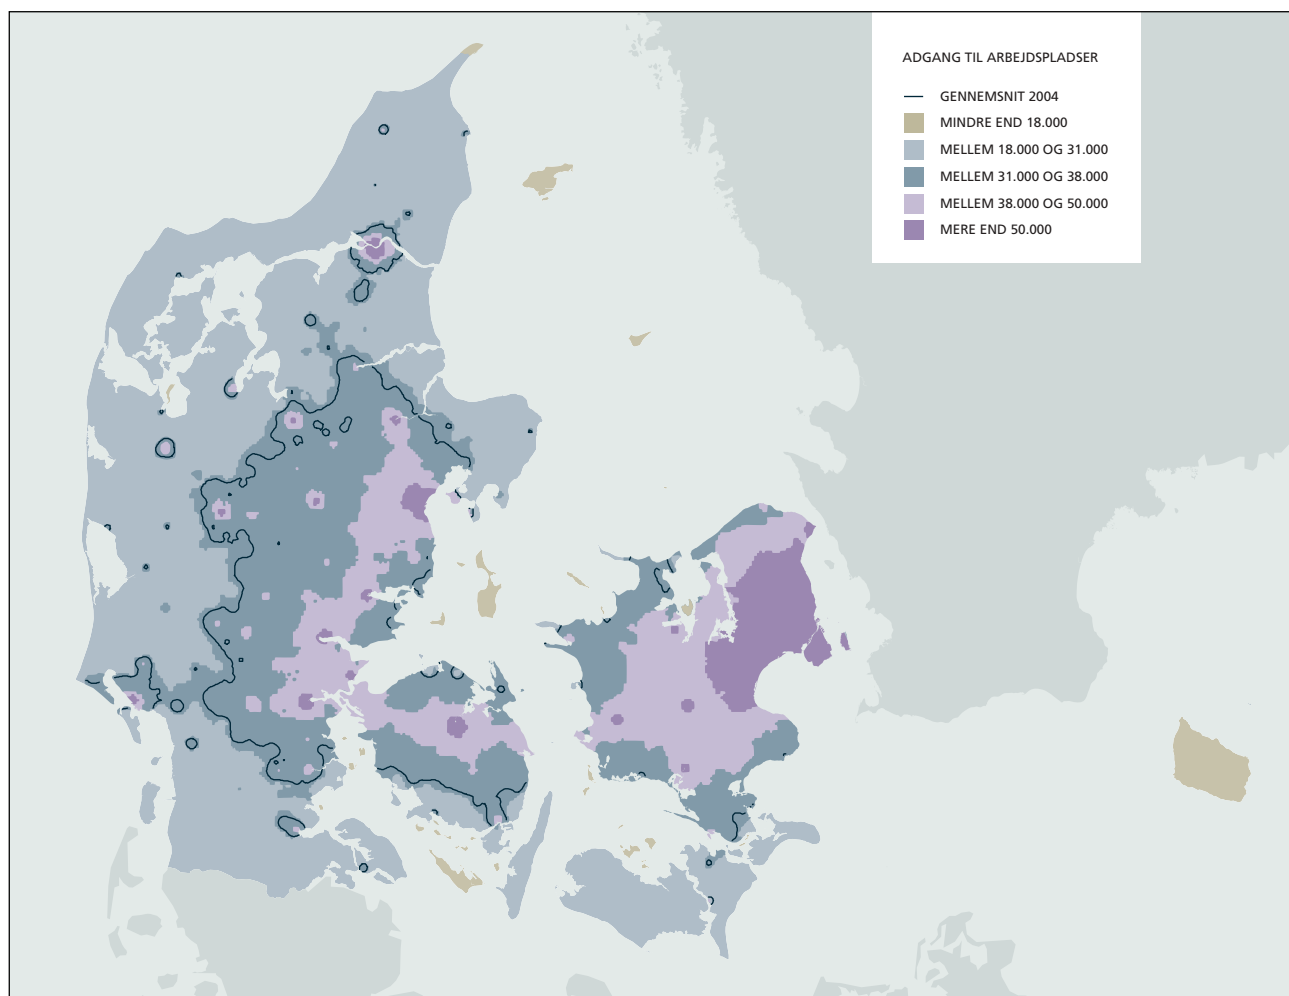 ADGANG TIL ARBEJDSPLADSER
GENNEMSNIT 2004
MINDRE END 18.000
MELLEM 18.000 OG 31.000
MELLEM 31.000 OG 38.000
MELLEM 38.000 OG 50.000
MERE END 50.000